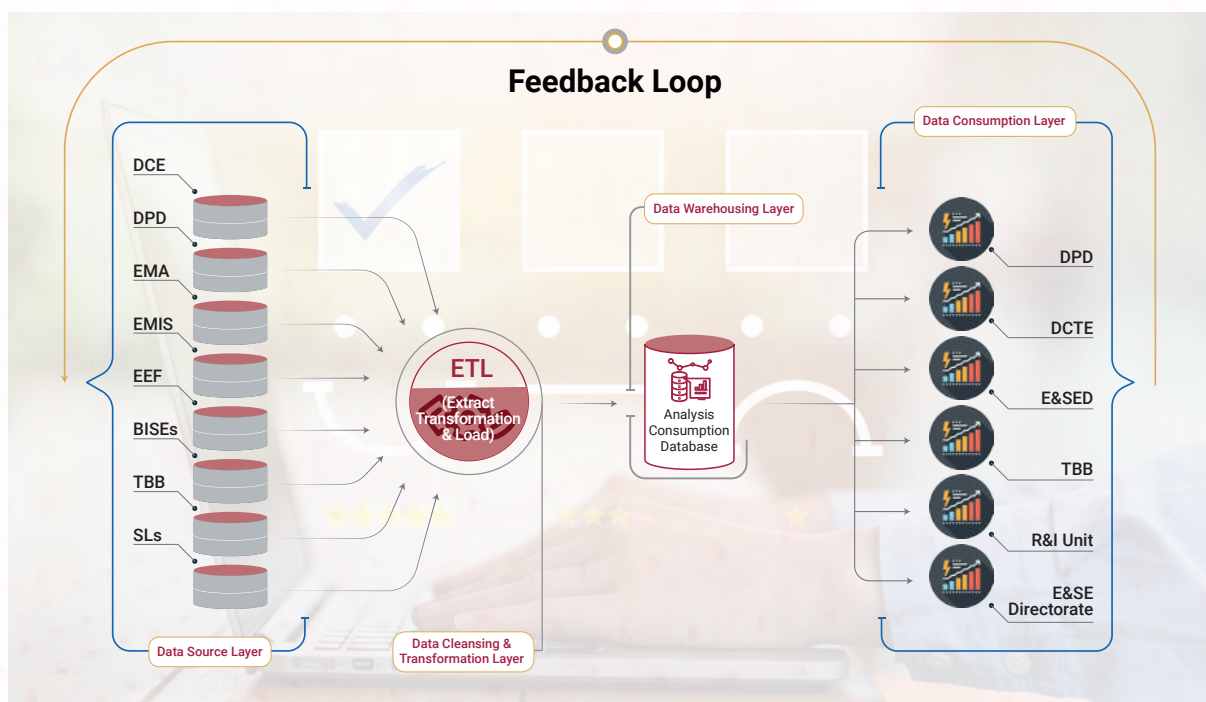 Feedback Loop
DCE
DPD
EMA
EMIS
EEF
BISEs
TBB
SLs
Data Source Layer
ETL
(Extract
Transformation
& Load)
Data Cleansing &
Transformation Layer
Data Warehousing Layer
Analysis
Consumption
Database
Data Consumption Layer
DPD
DCTE
E&SED
TBB
R&I Unit
E&SE
Directorate